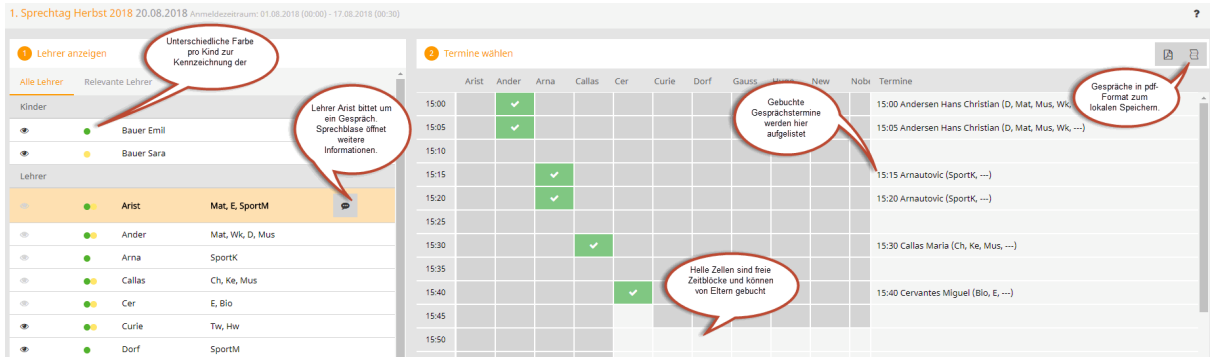 1. Sprechtag Herbst 2018 20.08.2018 Anmeldezeitraum: 01.08.2018 (00:00) - 17.08.2018 (00:30)
?
1 Lehrer anzeigen
Unterschiedliche Farbe
pro Kind zur
Kennzeichnung der
Alle Lehrer Relevante Lehrer
Kinder
Bauer Emil
Bauer Sara
Lehrer Arist bittet um
ein Gespräch.
Sprechblase öffnet
weitere
Informationen.
Lehrer
Arist Mat, E, SportM
Ander Mat, Wk, D, Mus
Arna SportK
Callas Ch, Ke, Mus
Cer E, Bio
Curie Tw, Hw
Dorf SportM
2 Termine wählen
Arist Ander Arna Callas Cer Curie Dorf Gauss New Nobe Termine
Gespräche in pdf-
Format zum
lokalen Speichern.
Gebuchte
Gesprächstermine
werden hier
aufgelistet
15:00 15:00 Andersen Hans Christian (D, Mat, Mus, Wk,
15:05 15:05 Andersen Hans Christian (D, Mat, Mus, Wk, ---)
15:10
15:15 15:15 Arnautovic (SportK, ---)
15:20 15:20 Arnautovic (SportK, ---)
15:25
15:30 15:30 Callas Maria (Ch, Ke, Mus, ---)
15:35
Helle Zellen sind freie
Zeitblöcke und können
von Eltern gebucht
15:40 15:40 Cervantes Miguel (Bio, E, ---)
15:45
15:50